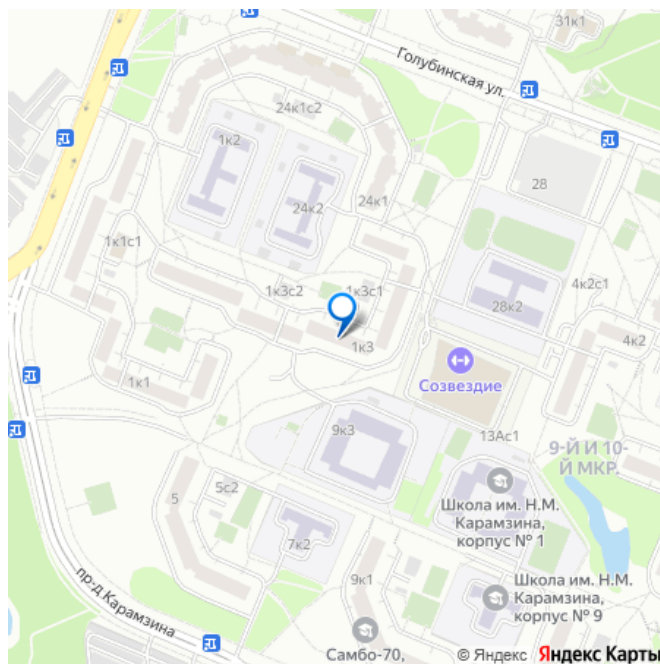 31к1
Голубинская ул.
24к1с2
1к2
28
24к2
24к1
1к1с1
4к2с1
1к3с2
1к3с1
28к2
4к2
1к3
Созвездие
1к1
9к3
13Ас1
9-Й И 10-
Й МКР.
Школа им. Н.М.
Карамзина,
корпус № 1
5
5с2
7к2
9к1
Школа им. Н.М.
Карамзина,
корпус № 9
пр-д Карамзина
Самбо-70,
© Яндекс Яндекс Карты